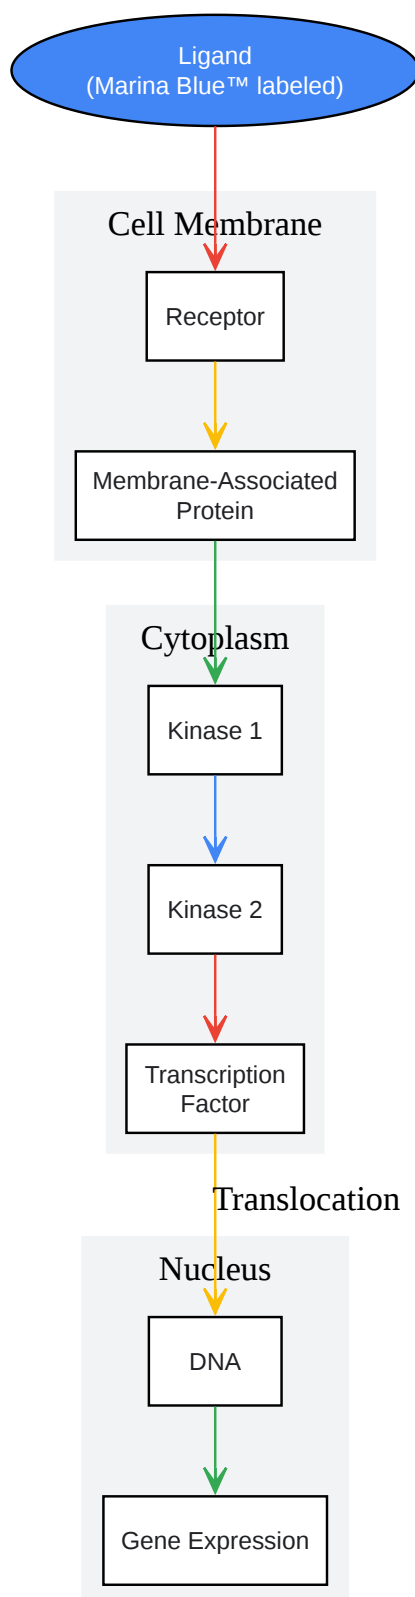 Ligand
(Marina Blue™ labeled)
Cell Membrane
Receptor
Membrane-Associated
Protein
Cytoplasm
Kinase 1
Kinase 2
Transcription
Factor
Translocation
Nucleus
DNA
Gene Expression